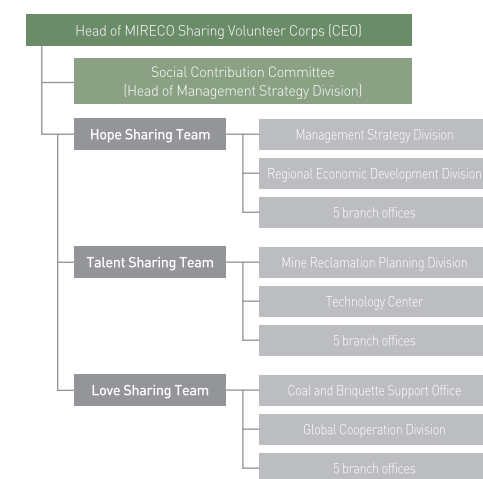 Head of MIRECO Sharing Volunteer Corps (CEO)
Social Contribution Committee
(Head of Management Strategy Division)
Hope Sharing Team
Management Strategy Division
Regional Economic Development Division
5 branch offices
Talent Sharing Team
Mine Reclamation Planning Division
Technology Center
5 branch offices
Love Sharing Team
Coal and Briquette Support Office
Global Cooperation Division
5 branch offices